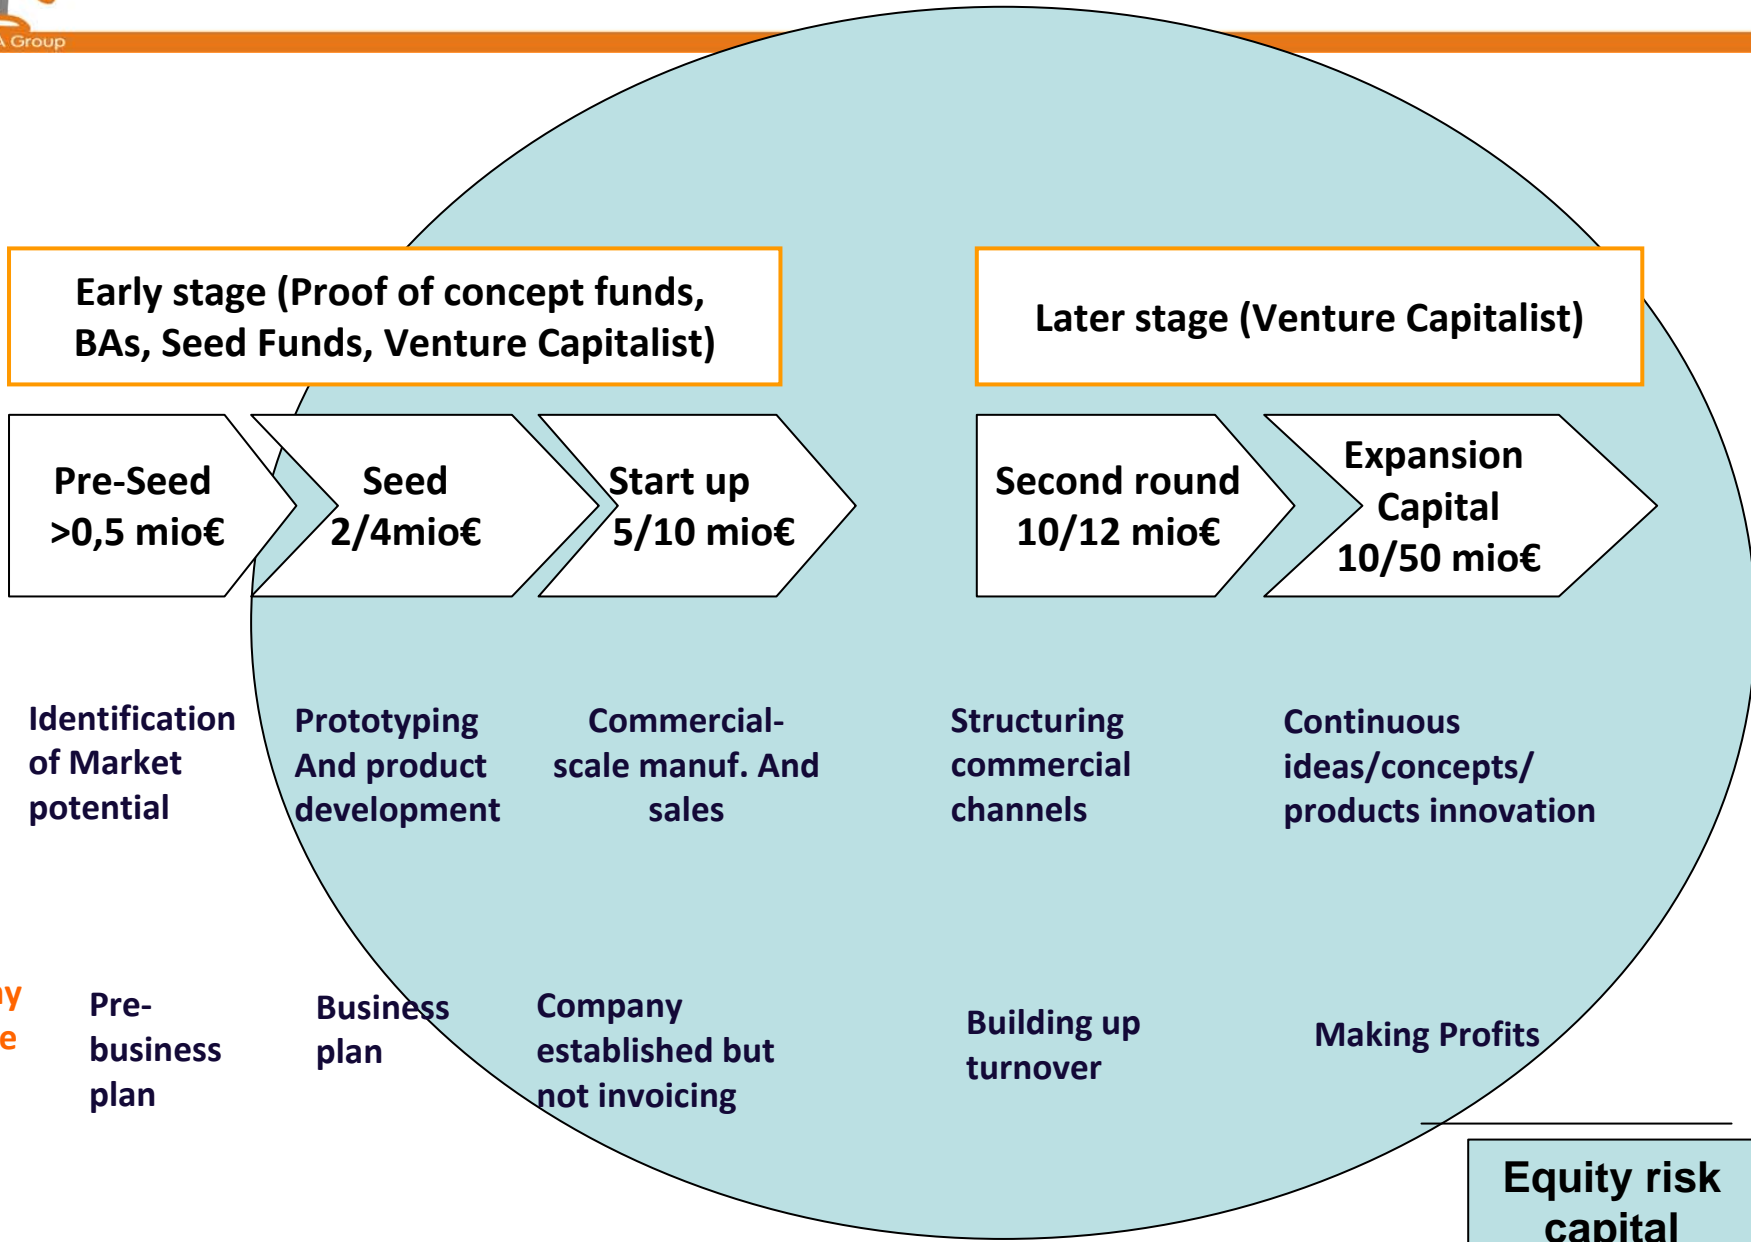 A Group
Early stage (Proof of concept funds,
BAs, Seed Funds, Venture Capitalist)
Later stage (Venture Capitalist)
Pre-Seed
>0,5 mio€
Seed
2/4mio€
Start up
5/10 mio€
Second round
10/12 mio€
Expansion
Capital
10/50 mio€
Identification
of Market
potential
Prototyping
And product
development
Commercial-
scale manuf. And
sales
Structuring
commercial
channels
Continuous
ideas/concepts/
products innovation
Pre-
business
plan
Business
plan
Company
established but
not invoicing
Building up
turnover
Making Profits
Equity risk
capital